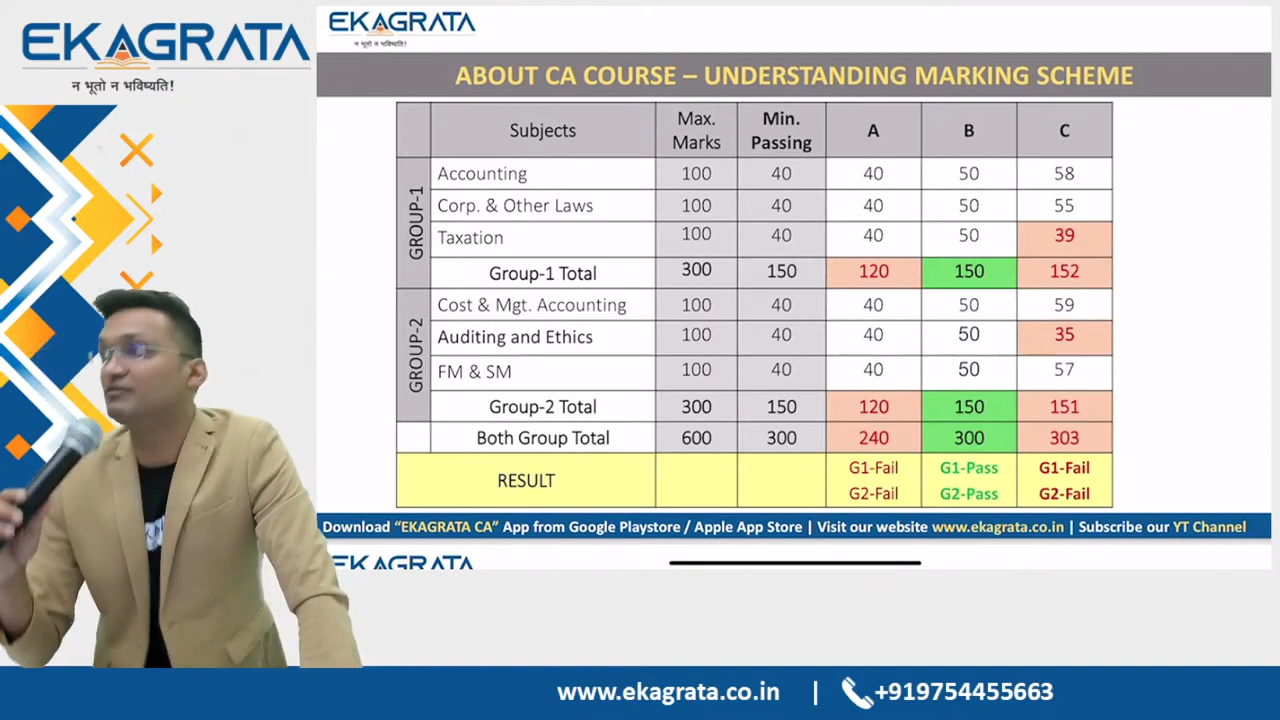 EKAGRATA
न भूतो न भविष्यति!
EKAGRATA
न भूतो न भविष्यति!
ABOUT CA COURSE – UNDERSTANDING MARKING SCHEME
Subjects Max. Marks Min. Passing A B C
GROUP-1
Accounting 100 40 40 50 58
Corp. & Other Laws 100 40 40 50 55
Taxation 100 40 40 50 39
Group-1 Total 300 150 120 150 152
GROUP-2
Cost & Mgt. Accounting 100 40 40 50 59
Auditing and Ethics 100 40 40 50 35
FM & SM 100 40 40 50 57
Group-2 Total 300 150 120 150 151
Both Group Total 600 300 240 300 303
RESULT G1-Fail G1-Pass G1-Fail
G2-Fail G2-Pass G2-Fail
Download “EKAGRATA CA” App from Google Playstore / Apple App Store | Visit our website www.ekagrata.co.in | Subscribe our YT Channel
EKAGRATA
www.ekagrata.co.in | +919754455663